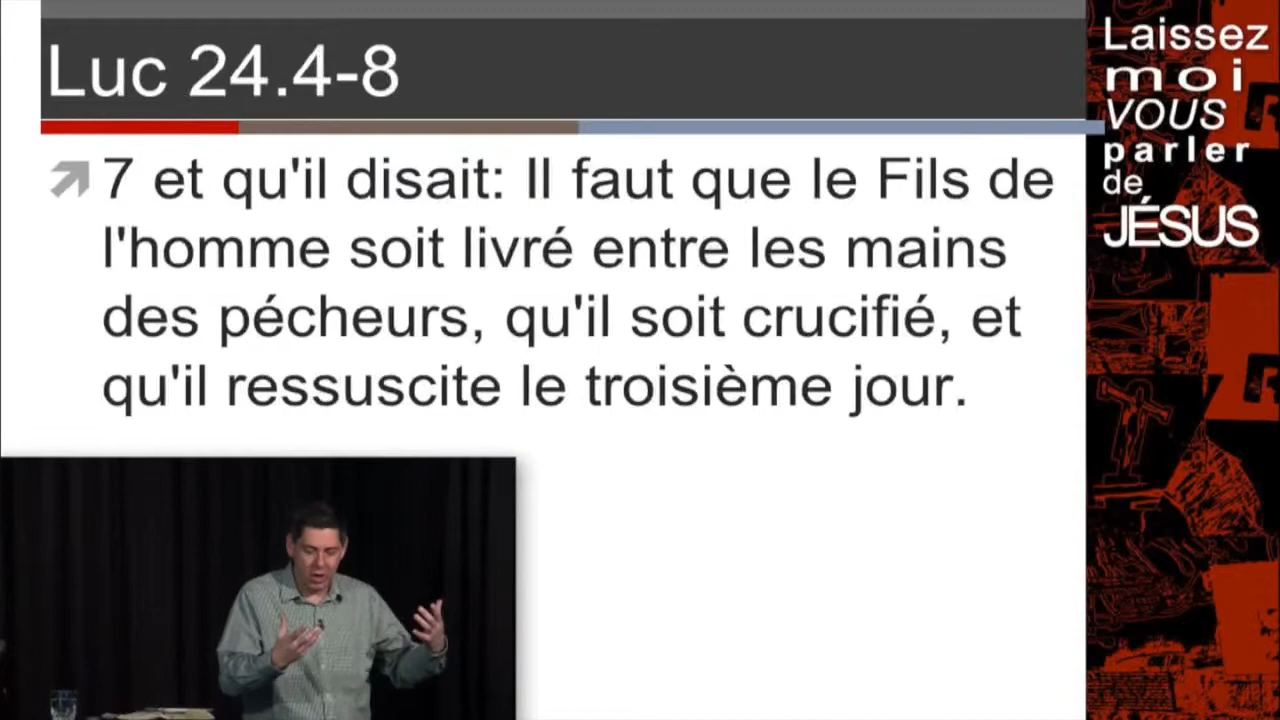 Luc 24.4-8
7 et qu'il disait: Il faut que le Fils de
l'homme soit livré entre les mains
des pécheurs, qu'il soit crucifié, et
qu'il ressuscite le troisième jour.
Laissez
moi
VOUS
parler
de
JÉSUS